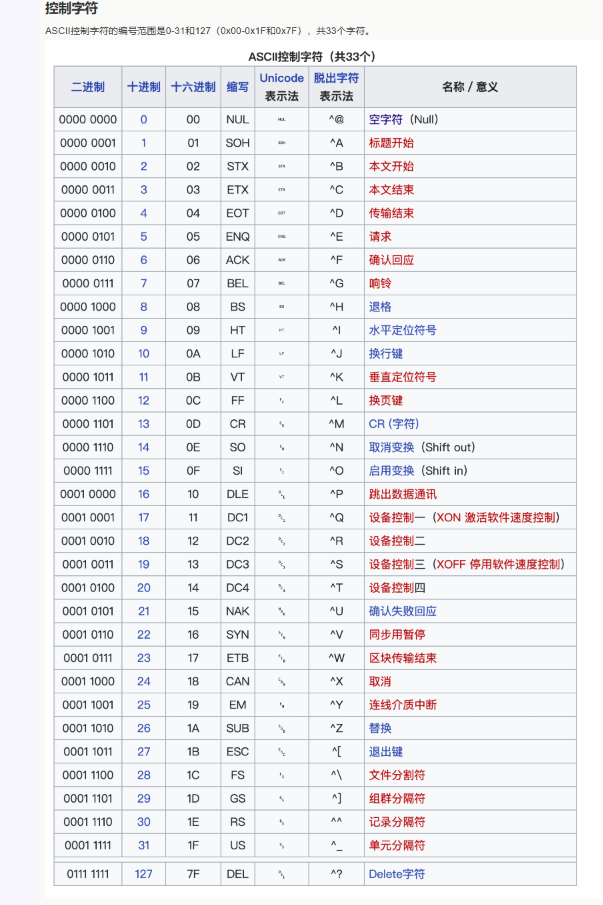 控制字符
ASCII控制字符的编号范围是0-31和127（0x00-0x1F和0x7F），共33个字符。
ASCII控制字符（共33个）
二进制 十进制 十六进制 缩写 Unicode表示法 脱出字符表示法 名称 / 意义
0000 0000 0 00 NUL ^@ 空字符（Null）
0000 0001 1 01 SOH ^A 标题开始
0000 0010 2 02 STX ^B 本文开始
0000 0011 3 03 ETX ^C 本文结束
0000 0100 4 04 EOT ^D 传输结束
0000 0101 5 05 ENQ ^E 请求
0000 0110 6 06 ACK ^F 确认回应
0000 0111 7 07 BEL ^G 响铃
0000 1000 8 08 BS ^H 退格
0000 1001 9 09 HT ^I 水平定位符号
0000 1010 10 0A LF ^J 换行键
0000 1011 11 0B VT ^K 垂直定位符号
0000 1100 12 0C FF ^L 换页键
0000 1101 13 0D CR ^M CR (字符)
0000 1110 14 0E SO ^N 取消变换（Shift out）
0000 1111 15 0F SI ^O 启用变换（Shift in）
0001 0000 16 10 DLE ^P 跳出数据通讯
0001 0001 17 11 DC1 ^Q 设备控制一（XON 激活软件速度控制）
0001 0010 18 12 DC2 ^R 设备控制二
0001 0011 19 13 DC3 ^S 设备控制三（XOFF 停用软件速度控制）
0001 0100 20 14 DC4 ^T 设备控制四
0001 0101 21 15 NAK ^U 确认失败回应
0001 0110 22 16 SYN ^V 同步用暂停
0001 0111 23 17 ETB ^W 区块传输结束
0001 1000 24 18 CAN ^X 取消
0001 1001 25 19 EM ^Y 连线介质中断
0001 1010 26 1A SUB ^Z 替换
0001 1011 27 1B ESC ^[ 退出键
0001 1100 28 1C FS ^\ 文件分割符
0001 1101 29 1D GS ^] 组群分隔符
0001 1110 30 1E RS ^^ 记录分隔符
0001 1111 31 1F US ^_ 单元分隔符
0111 1111 127 7F DEL ^? Delete字符